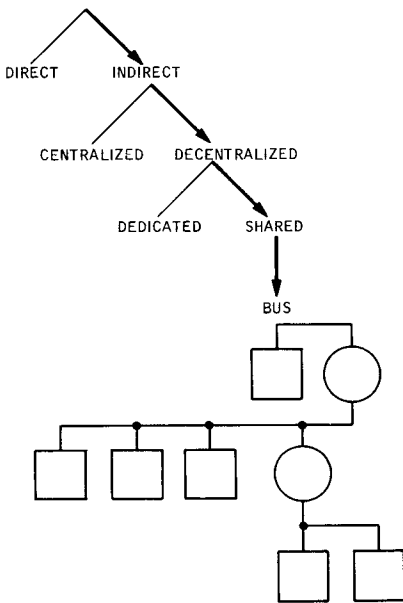 DIRECT INDIRECT
CENTRALIZED DECENTRALIZED
DEDICATED SHARED
BUS